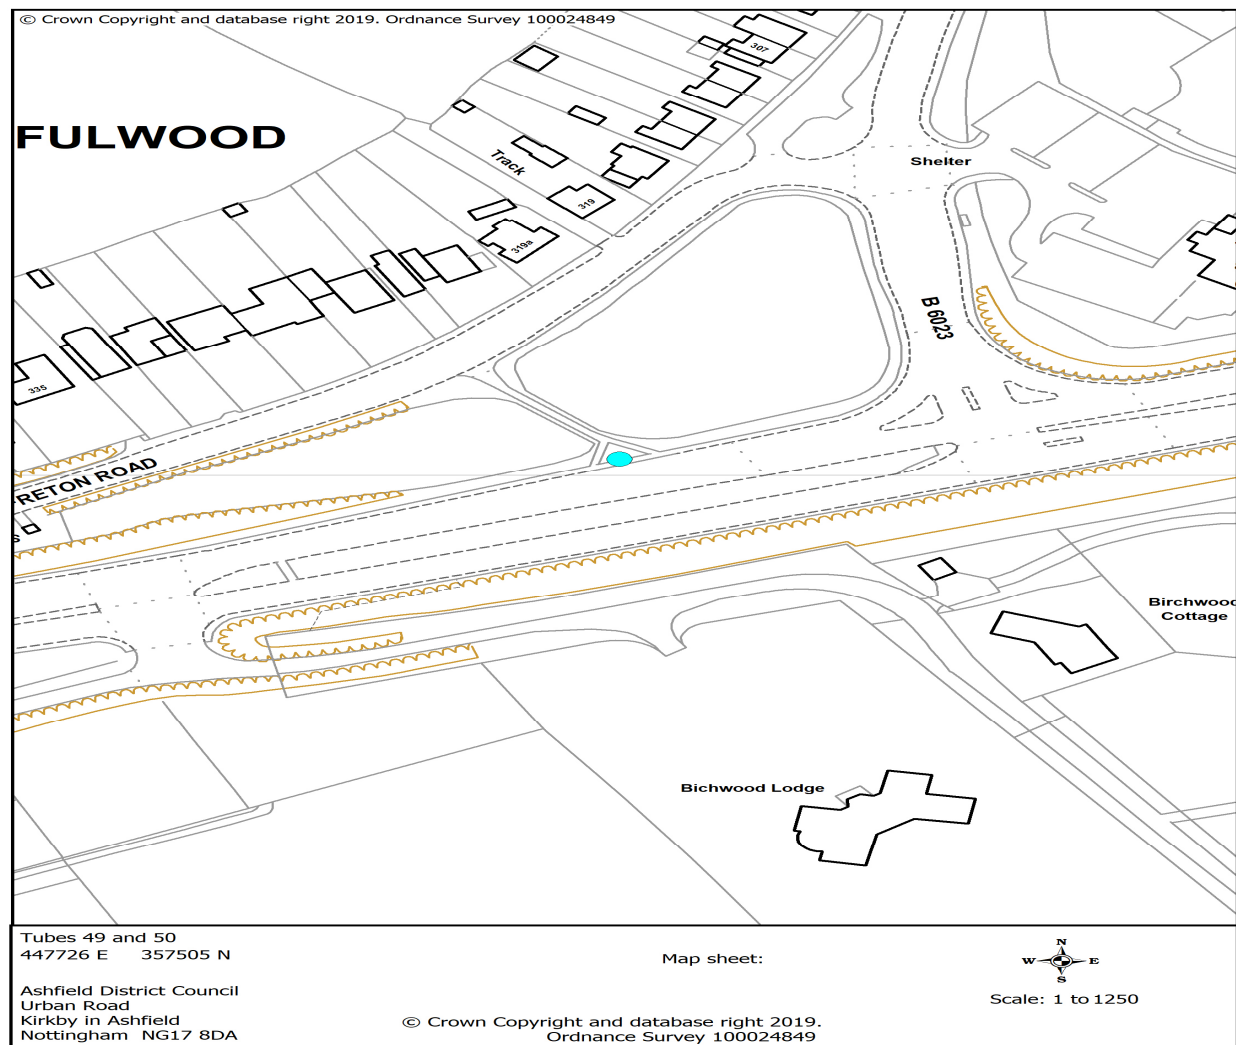 © Crown Copyright and database right 2019. Ordnance Survey 100024849
307
FULWOOD
Track
Shelter
319
319a
B 6023
335
RETON ROAD
s
Birchwood
Cottage
Bichwood Lodge
Tubes 49 and 50
447726 E 357505 N
Ashfield District Council
Urban Road
Kirkby in Ashfield
Nottingham NG17 8DA
Map sheet:
© Crown Copyright and database right 2019.
Ordnance Survey 100024849
N
W E
S
Scale: 1 to 1250